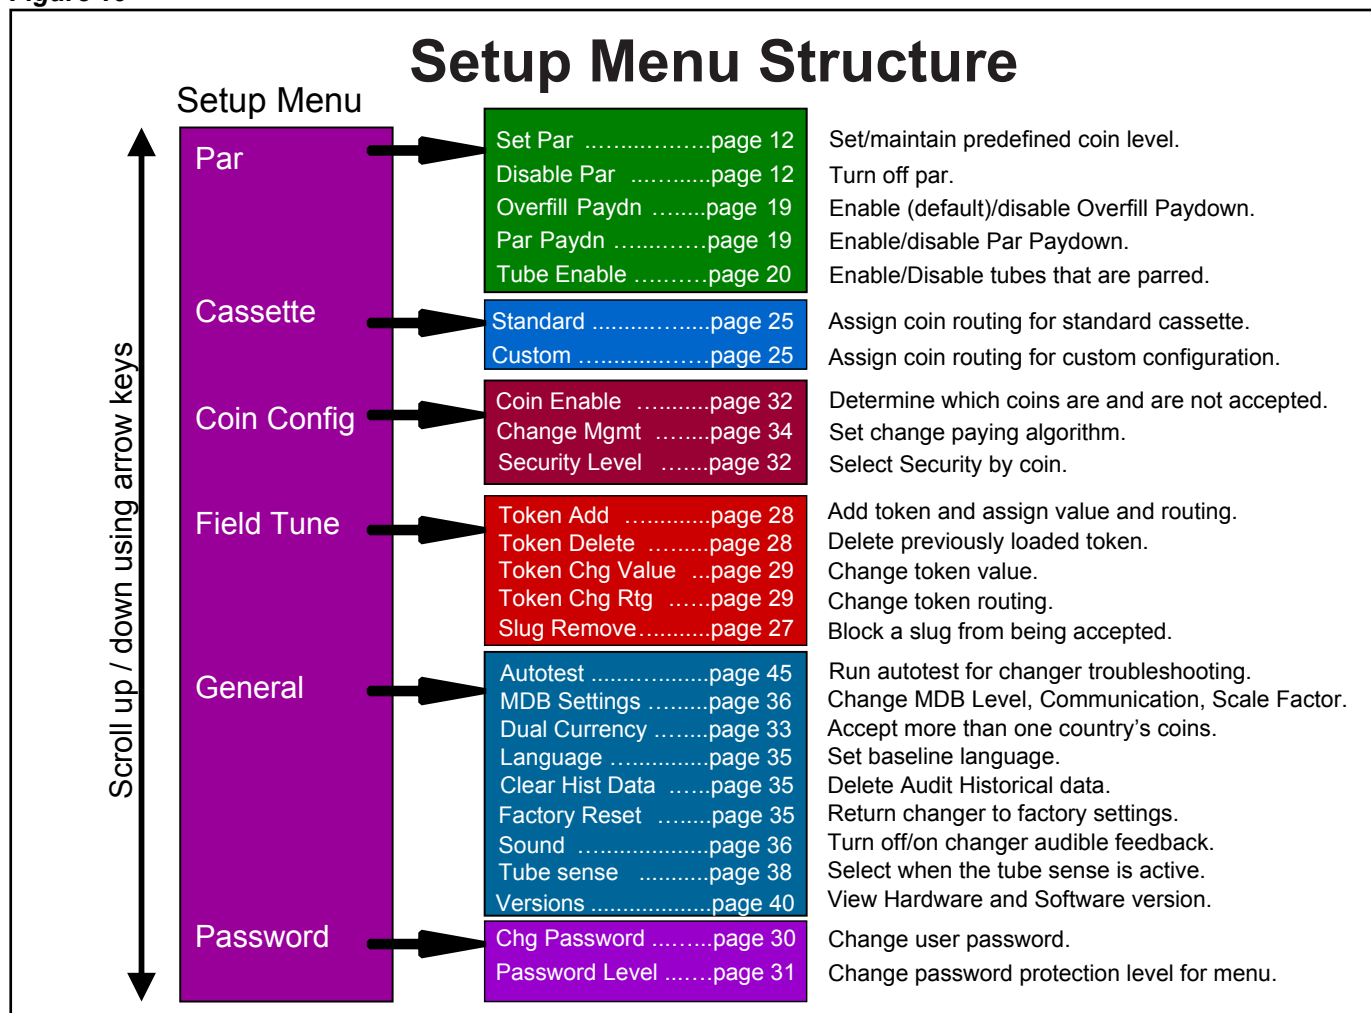 Setup Menu Structure
Setup Menu
Scroll up / down using arrow keys
Par
Set Par ..…...…….…..page 12 Set/maintain predefined coin level.
Disable Par ...…......page 12 Turn off par.
Overfill Paydn ….....page 19 Enable (default)/disable Overfill Paydown.
Par Paydn …....……page 19 Enable/disable Par Paydown.
Tube Enable ……….page 20 Enable/Disable tubes that are parred.
Cassette
Standard ..........…....page 25 Assign coin routing for standard cassette.
Custom …...........……page 25 Assign coin routing for custom configuration.
Coin Config
Coin Enable ….........page 32 Determine which coins are and are not accepted.
Change Mgmt .…....page 34 Set change paying algorithm.
Security Level …....page 32 Select Security by coin.
Field Tune
Token Add …...........page 28 Add token and assign value and routing.
Token Delete ….......page 28 Delete previously loaded token.
Token Chg Value ...page 29 Change token value.
Token Chg Rtg ..….page 29 Change token routing.
Slug Remove…..........page 27 Block a slug from being accepted.
General
Autotest ........…........page 45 Run autotest for changer troubleshooting.
MDB Settings ….......page 36 Change MDB Level, Communication, Scale Factor.
Dual Currency ..…....page 33 Accept more than one country’s coins.
Language …..............page 35 Set baseline language.
Clear Hist Data ..….page 35 Delete Audit Historical data.
Factory Reset ….....page 35 Return changer to factory settings.
Sound …..................page 36 Turn off/on changer audible feedback.
Tube sense ...........page 38 Select when the tube sense is active.
Versions ....................page 40 View Hardware and Software version.
Password
Chg Password ...…...page 30 Change user password.
Password Level ...….page 31 Change password protection level for menu.